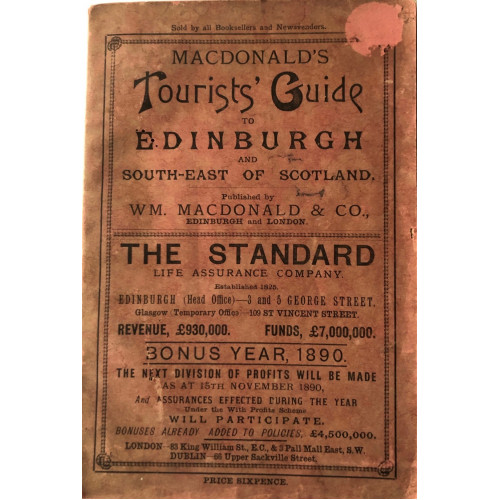 Sold by all Booksellers and Newsvendors.
MACDONALD'S
Tourists' Guide
TO
EDINBURGH
AND
SOUTH-EAST OF SCOTLAND.
Published by
WM. MACDONALD & CO.,
EDINBURGH and LONDON.
THE STANDARD
LIFE ASSURANCE COMPANY.
Established 1825.
EDINBURGH (Head Office)—3 and 5 GEORGE STREET.
Glasgow (Temporary Office)—109 ST VINCENT STREET.
REVENUE, £930,000. FUNDS, £7,000,000.
BONUS YEAR, 1890.
THE NEXT DIVISION OF PROFITS WILL BE MADE
AS AT 15TH NOVEMBER 1890,
And ASSURANCES EFFECTED DURING THE YEAR
Under the With Profits Scheme
WILL PARTICIPATE.
BONUSES ALREADY ADDED TO POLICIES, £4,500,000.
LONDON—83 King William St., E.C., & 3 Pall Mall East, S.W.
DUBLIN—66 Upper Sackville Street.
PRICE SIXPENCE.